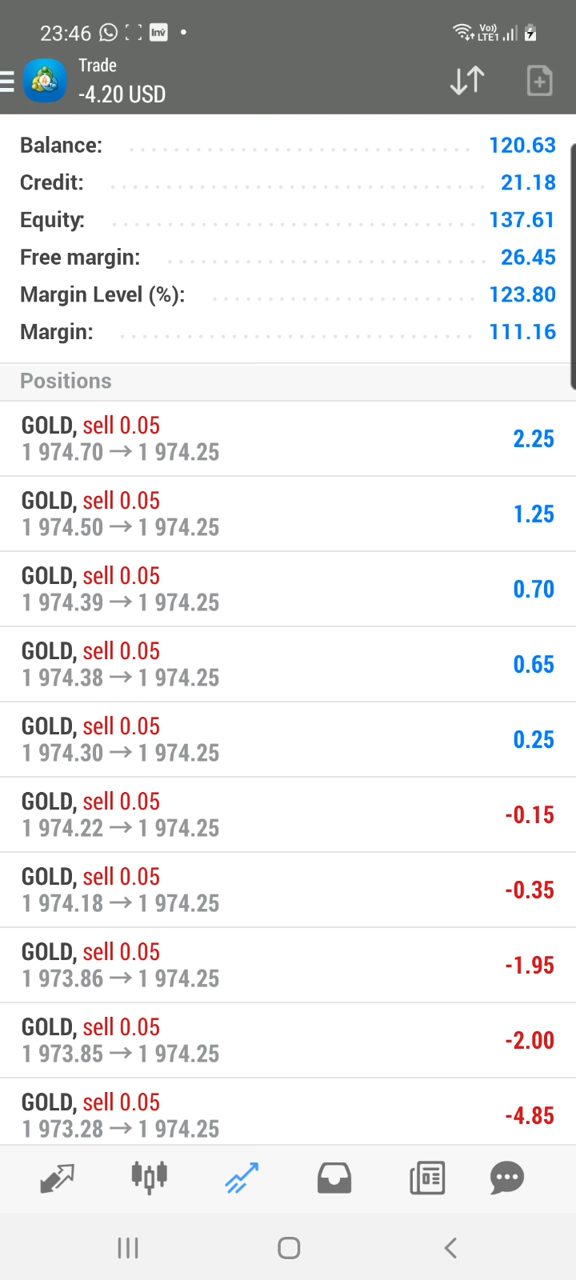 23:46
Inv
Vo)) LTE1
Trade
-4.20 USD
Balance: 120.63
Credit: 21.18
Equity: 137.61
Free margin: 26.45
Margin Level (%): 123.80
Margin: 111.16
Positions
GOLD, sell 0.05
1 974.70 → 1 974.25 2.25
GOLD, sell 0.05
1 974.50 → 1 974.25 1.25
GOLD, sell 0.05
1 974.39 → 1 974.25 0.70
GOLD, sell 0.05
1 974.38 → 1 974.25 0.65
GOLD, sell 0.05
1 974.30 → 1 974.25 0.25
GOLD, sell 0.05
1 974.22 → 1 974.25 -0.15
GOLD, sell 0.05
1 974.18 → 1 974.25 -0.35
GOLD, sell 0.05
1 973.86 → 1 974.25 -1.95
GOLD, sell 0.05
1 973.85 → 1 974.25 -2.00
GOLD, sell 0.05
1 973.28 → 1 974.25 -4.85